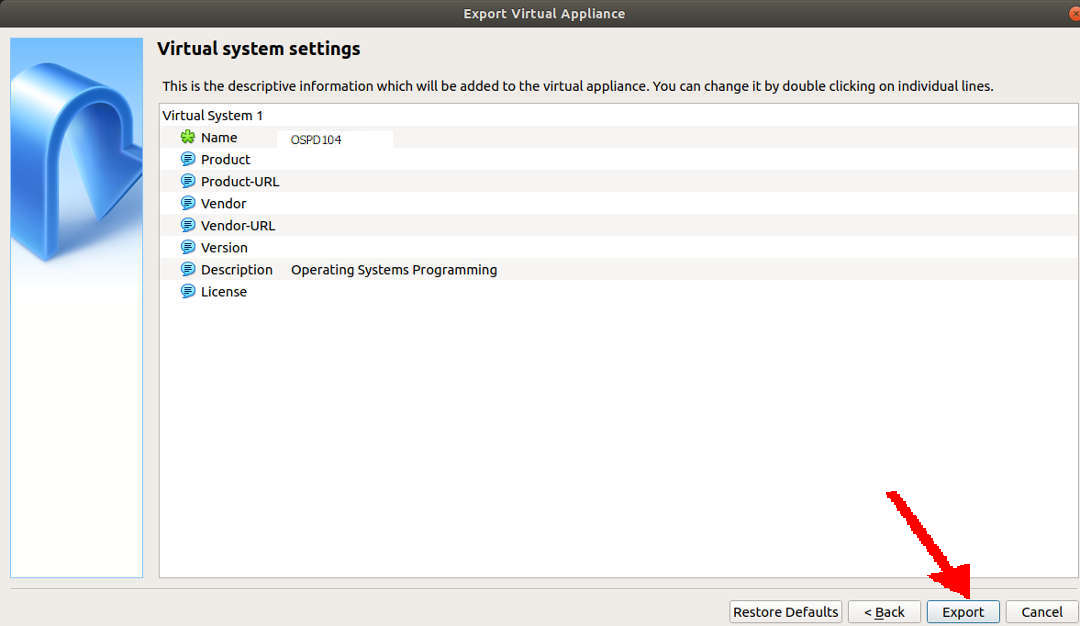 Export Virtual Appliance
Virtual system settings
This is the descriptive information which will be added to the virtual appliance. You can change it by double clicking on individual lines.
Virtual System 1
Name OSPD104
Product
Product-URL
Vendor
Vendor-URL
Version
Description Operating Systems Programming
License
Restore Defaults < Back Export Cancel